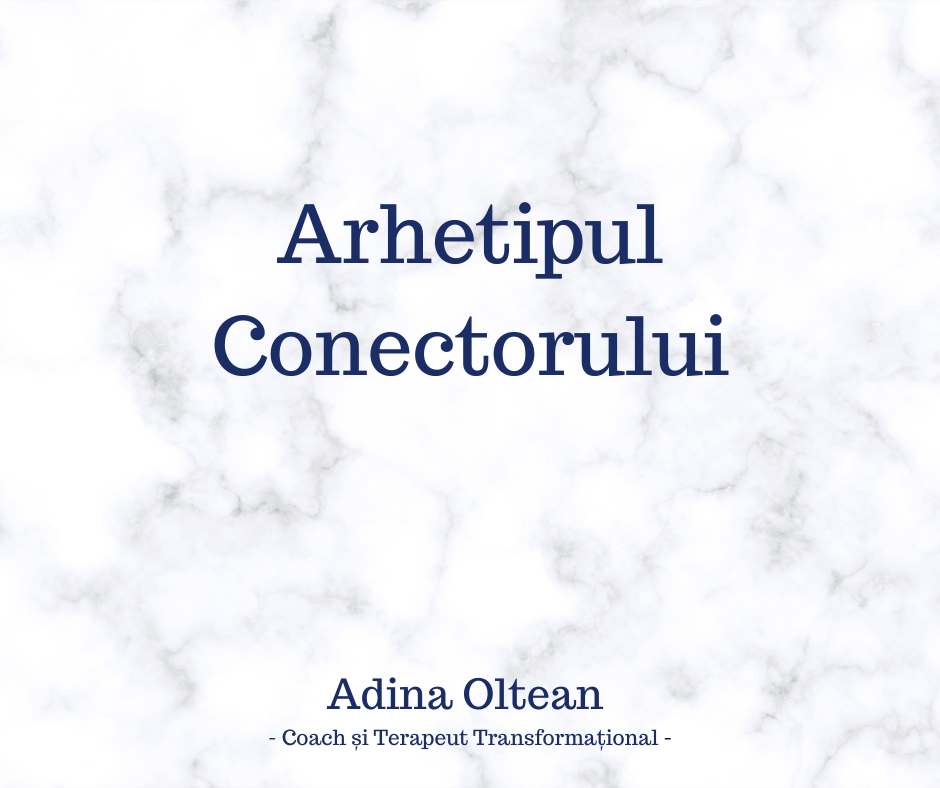 Arhetipul
Conectorului
Adina Oltean
- Coach și Terapeut Transformațional -